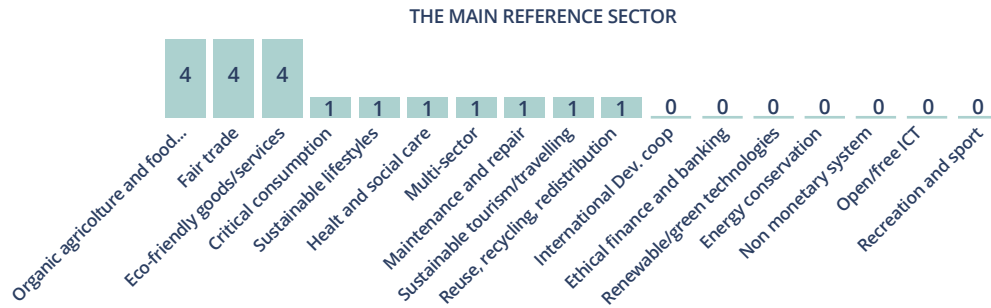 THE MAIN REFERENCE SECTOR
4
4
4
1
1
1
1
1
1
1
0
0
0
0
0
0
0
Organic agricolture and food...
Fair trade
Eco-friendly goods/services
Critical consumption
Sustainable lifestyles
Healt and social care
Multi-sector
Maintenance and repair
Sustainable tourism/travelling
Reuse, recycling, redistribution
International Dev. coop
Ethical finance and banking
Renewable/green technologies
Energy conservation
Non monetary system
Open/free ICT
Recreation and sport